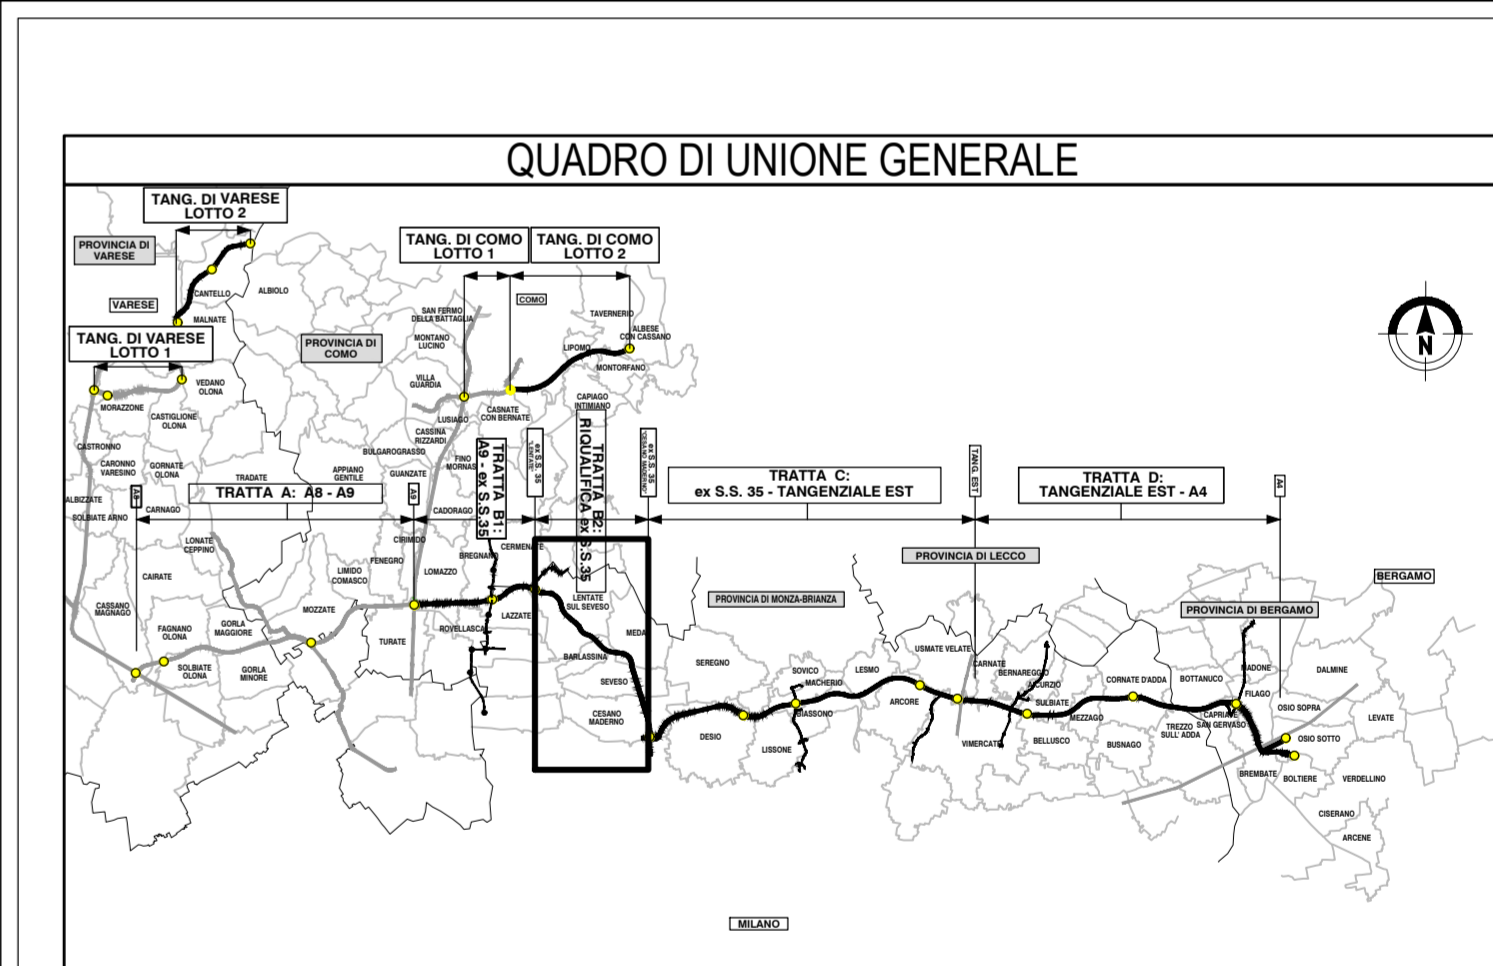 QUADRO DI UNIONE GENERALE
TANG. DI VARESE
LOTTO 2
PROVINCIA DI
VARESE
CANTELLO
ALBIOLO
VARESE
MALNATE
TANG. DI VARESE
LOTTO 1
PROVINCIA DI
COMO
TANG. DI COMO
LOTTO 1
TANG. DI COMO
LOTTO 2
COMO
SAN FERMO
DELLA BATTAGLIA
TAVERNERIO
MONTANO
LUCINO
ALBESE
CON CASSANO
LIPOMO
MONTORFANO
VILLA
GUARDIA
VEDANO
OLONA
MORAZZONE
CASTIGLIONE
OLONA
LUSIAGO
CASNATE
CON BERNATE
CAPIAGO
INTIMIANO
CASSINA
RIZZARDI
BULGAROGRASSO
CASTRONNO
CARONNO
VARESINO
GORNATE
OLONA
TRADATE
APPIANO
GENTILE
GUANZATE
FINO
MORNAS
ALBIZZATE
SOLBIATE ARNO
CARNAGO
A8
TRATTA A: A8 - A9
A9
CADORAGO
TRATTA B1:
A9 - ex S.S.35
ex S.S. 35
"LENTATE"
TRATTA B2:
RIQUALIFICA ex S.S.35
ex S.S. 35
"CESANO MADERNO"
TRATTA C:
ex S.S. 35 - TANGENZIALE EST
TANG. EST
TRATTA D:
TANGENZIALE EST - A4
A4
N
LONATE
CEPPINO
CIRIMIDO
FENEGRO
LOMAZZO
BREGNANO
CERMENATE
LIMIDO
COMASCO
CAIRATE
CASSANO
MAGNAGO
MOZZATE
GORLA
MAGGIORE
FAGNANO
OLONA
SOLBIATE
OLONA
GORLA
MINORE
TURATE
ROVELLASCA
LAZZATE
LENTATE
SUL SEVESO
MEDA
BARLASSINA
SEVESO
CESANO
MADERNO
PROVINCIA DI MONZA-BRIANZA
PROVINCIA DI LECCO
PROVINCIA DI BERGAMO
BERGAMO
SEREGNO
DESIO
SOVICO
MACHERIO
BIASSONO
LISSONE
LESMO
USMATE VELATE
ARCORE
CARNATE
BERNAREGGIO
AICURZIO
SULBIATE
VIMERCATE
MEZZAGO
BELLUSCO
CORNATE D'ADDA
BUSNAGO
BOTTANUCO
TREZZO
SULL' ADDA
MADONE
FILAGO
CAPRIATE
SAN GERVASO
DALMINE
OSIO SOPRA
OSIO SOTTO
LEVATE
BREMBATE
BOLTIERE
VERDELLINO
CISERANO
ARCENE
MILANO